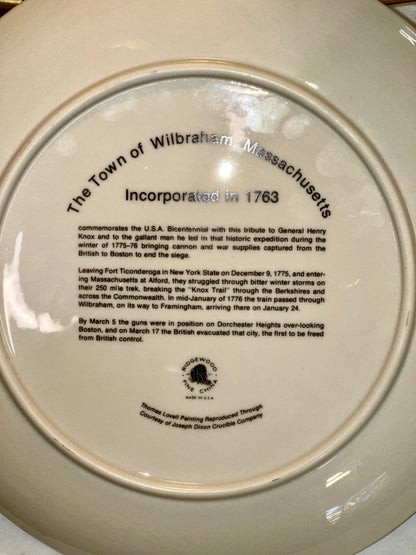 The Town of Wilbraham, Massachusetts
Incorporated in 1763
commemorates the U.S.A. Bicentennial with this tribute to General Henry
Knox and to the gallant men he led in that historic expedition during the
winter of 1775-76 bringing cannon and war supplies captured from the
British to Boston to end the siege.
Leaving Fort Ticonderoga in New York State on December 9, 1775, and enter-
ing Massachusetts at Alford, they struggled through bitter winter storms on
their 250 mile trek, breaking the "Knox Trail" through the Berkshires and
across the Commonwealth. In mid-January of 1776 the train passed through
Wilbraham, on its way to Framingham, arriving there on January 24.
By March 5 the guns were in position on Dorchester Heights over-looking
Boston, and on March 17 the British evacuated that city, the first to be freed
from British control.
RIDGEWOOD
FINE CHINA
MADE IN U.S.A.
Thomas Lovell Painting Reproduced Through
Courtesy of Joseph Dixon Crucible Company